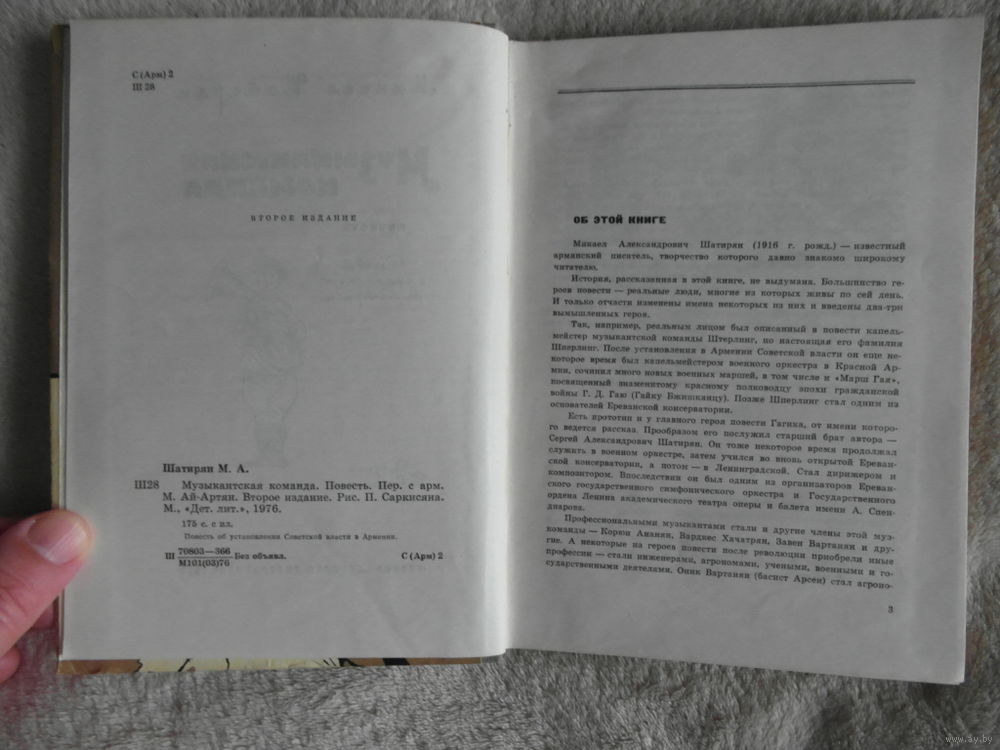 С (Арм) 2
Ш 28
ВТОРОЕ ИЗДАНИЕ
Шатирян М. А.
Ш28 Музыкантская команда. Повесть. Пер. с арм.
М. Ай-Артян. Второе издание. Рис. П. Саркисяна.
М., «Дет. лит.», 1976.
175 с. с ил.
Повесть об установлении Советской власти в Армении.
Ш 70803—366 Без объявл. С (Арм) 2
М101(03)76
ОБ ЭТОЙ КНИГЕ
Микаел Александрович Шатирян (1916 г. рожд.) — известный
армянский писатель, творчество которого давно знакомо широкому
читателю.
История, рассказанная в этой книге, не выдумана. Большинство ге-
роев повести — реальные люди, многие из которых живы по сей день.
И только отчасти изменены имена некоторых из них и введены два-три
вымышленных героя.
Так, например, реальным лицом был описанный в повести капель-
мейстер музыкантской команды Штерлинг, но настоящая его фамилия
Шперлинг. После установления в Армении Советской власти он еще не-
которое время был капельмейстером военного оркестра в Красной Ар-
мии, сочинил много новых военных маршей, в том числе и «Марш Гая»,
посвященный знаменитому красному полководцу эпохи гражданской
войны Г. Д. Гаю (Гайку Бжишкянцу). Позже Шперлинг стал одним из
основателей Ереванской консерватории.
Есть прототип и у главного героя повести Гагика, от имени которо-
го ведется рассказ. Прообразом его послужил старший брат автора —
Сергей Александрович Шатирян. Он тоже некоторое время продолжал
служить в военном оркестре, затем учился во вновь открытой Ереван-
ской консерватории, а потом — в Ленинградской. Стал дирижером и
композитором. Впоследствии он был одним из организаторов Ереван-
ского государственного симфонического оркестра и Государственного
ордена Ленина академического театра оперы и балета имени А. Спен-
диарова.
Профессиональными музыкантами стали и другие члены этой муз-
команды — Корюн Ананян, Вардкес Хачатрян, Завен Вартанян и дру-
гие. А некоторые из героев повести после революции приобрели иные
профессии — стали инженерами, агрономами, учеными, военными и го-
сударственными деятелями. Оник Вартанян (басист Арсен) стал агроно-
3
www.ay.by